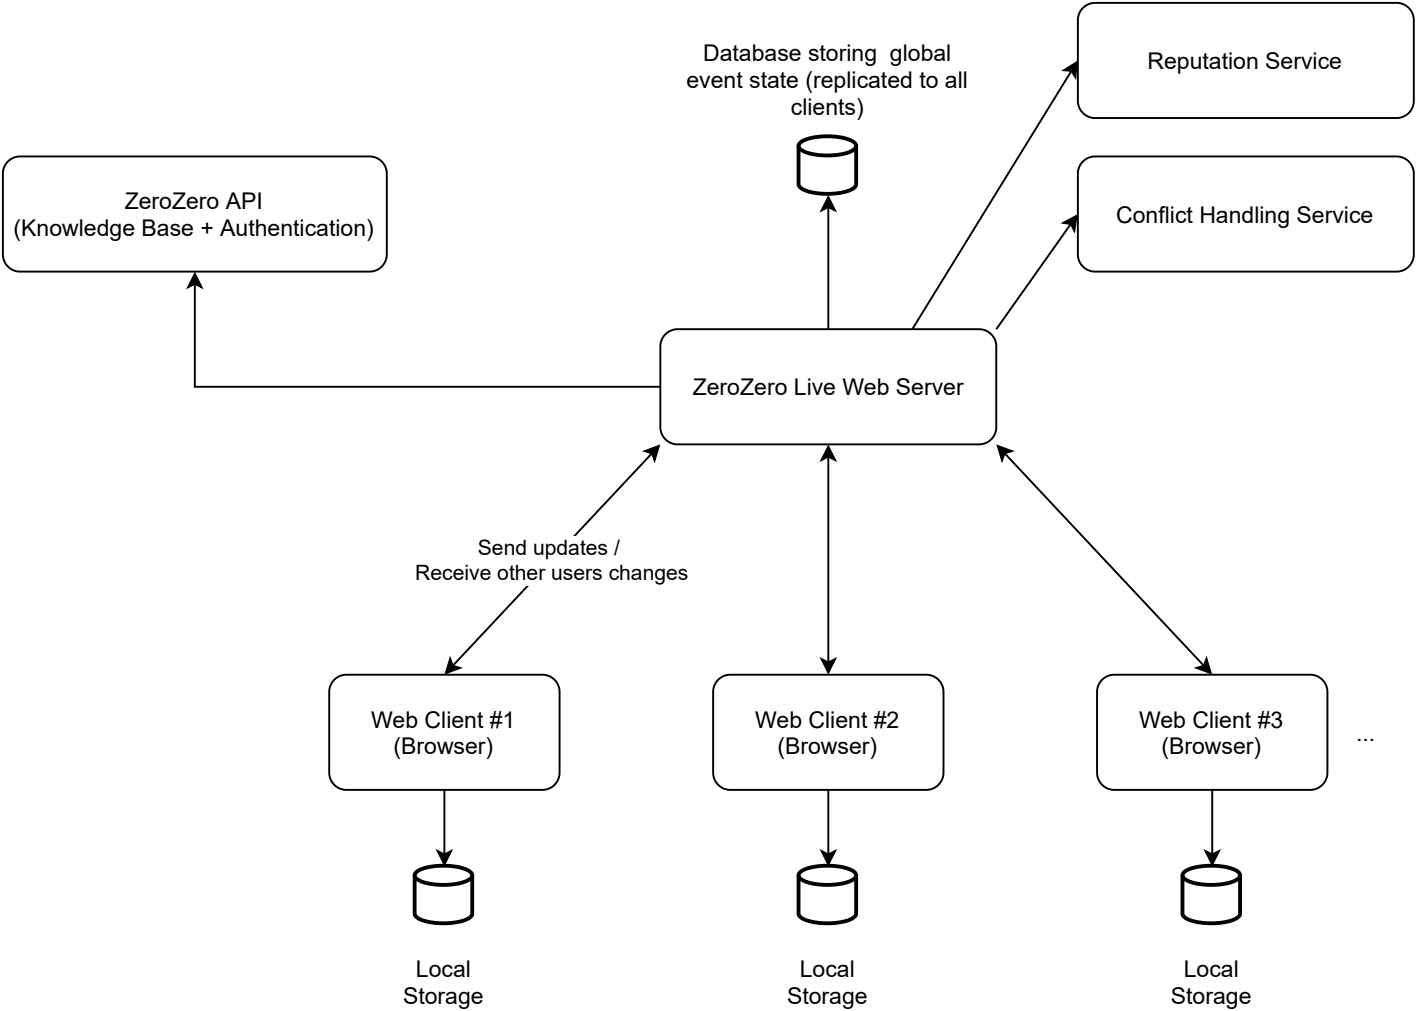 Database storing  global
event state (replicated to all
clients)
Reputation Service
ZeroZero API
(Knowledge Base + Authentication)
Conflict Handling Service
ZeroZero Live Web Server
Send updates /
Receive other users changes
Web Client #1
(Browser)
Web Client #2
(Browser)
Web Client #3
(Browser)
...
Local
Storage
Local
Storage
Local
Storage